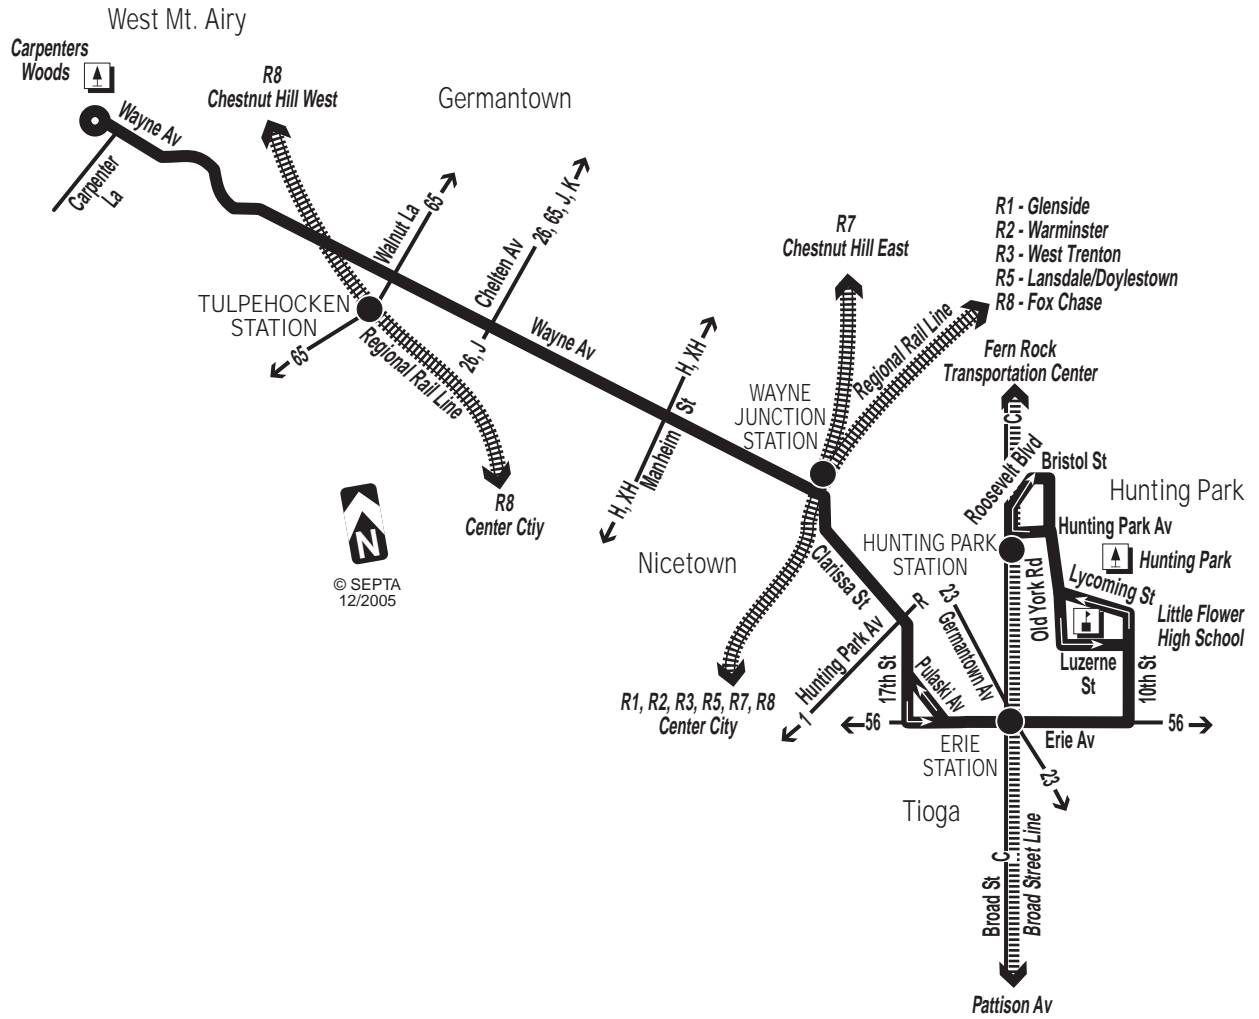 West Mt. Airy
Carpenters
Woods
Wayne Av
Carpenter
La
R8
Chestnut Hill West
Germantown
Walnut La
65
Chelten Av
26, 65, J, K
TULPEHOCKEN
STATION
65
26, J
Regional Rail Line
Wayne Av
R8
Center Ctiy
H, XH
St
Manheim
H, XH
N
© SEPTA
12/2005
R7
Chestnut Hill East
R1 - Glenside
R2 - Warminster
R3 - West Trenton
R5 - Lansdale/Doylestown
R8 - Fox Chase
Regional Rail Line
WAYNE
JUNCTION
STATION
Fern Rock
Transportation Center
C
Roosevelt Blvd
Bristol St
Hunting Park
Hunting Park Av
HUNTING PARK
STATION
Hunting Park
Nicetown
Clarissa St
R
23
Germantown Av
Old York Rd
Lycoming St
Little Flower
High School
Hunting Park Av
1
17th St
Pulaski Av
Luzerne
St
10th St
R1, R2, R3, R5, R7, R8
Center City
56
Erie Av
56
ERIE
STATION
23
Tioga
C
Broad St
Broad Street Line
Pattison Av